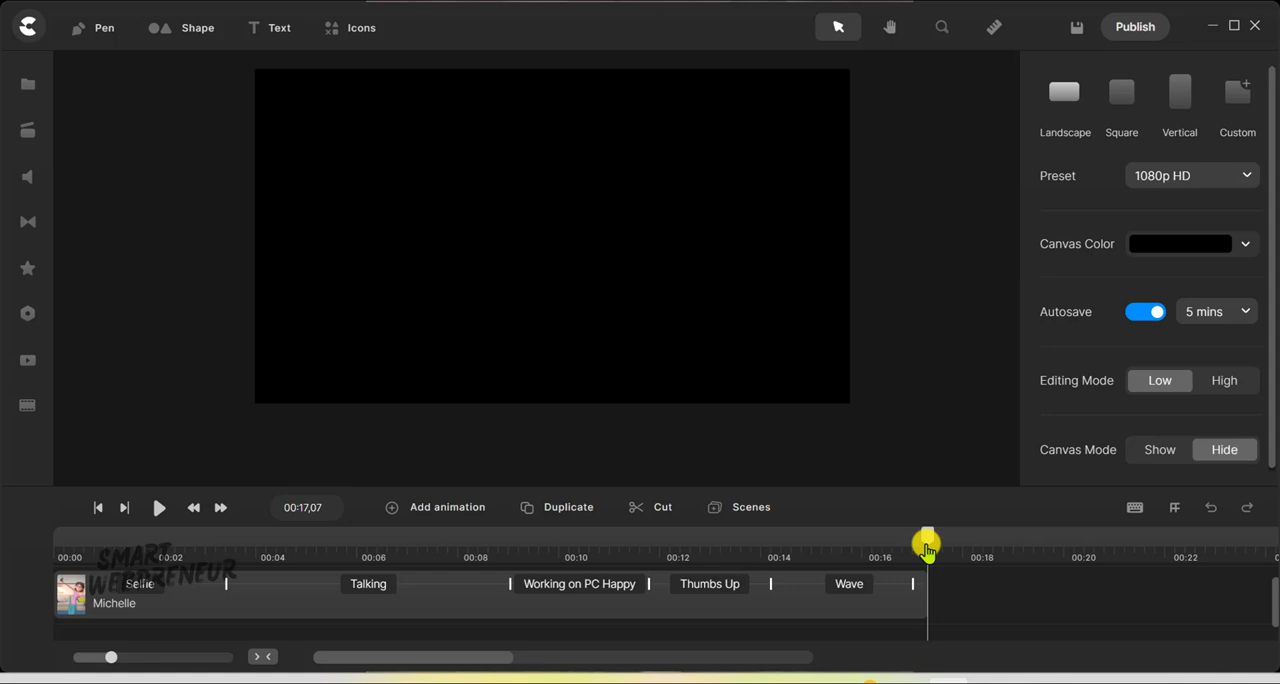 Pen Shape Text Icons Publish
Landscape Square Vertical Custom
Preset 1080p HD
Canvas Color
Autosave 5 mins
Editing Mode Low High
Canvas Mode Show Hide
00:17,07 Add animation Duplicate Cut Scenes
00:00 00:02 00:04 00:06 00:08 00:10 00:12 00:14 00:16 00:18 00:20 00:22
SMART
WEBPRENEUR
Selfie Talking Working on PC Happy Thumbs Up Wave
Michelle